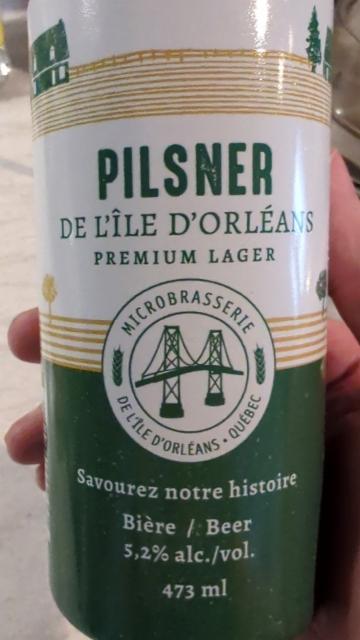 PILSNER
DE L'ÎLE D'ORLÉANS
PREMIUM LAGER
MICROBRASSERIE
DE L'ÎLE D'ORLÉANS • QUÉBEC
Savourez notre histoire
Bière / Beer
5,2% alc./vol.
473 ml